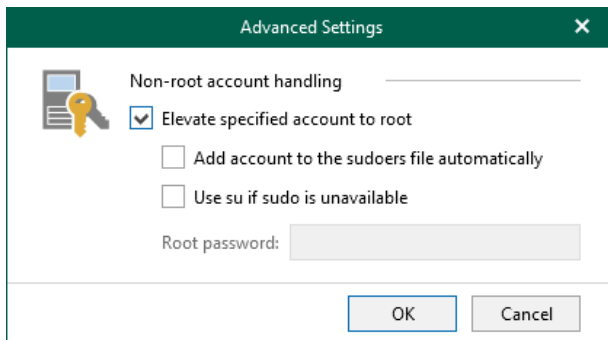 Advanced Settings
Non-root account handling
Elevate specified account to root
Add account to the sudoers file automatically
Use su if sudo is unavailable
Root password:
OK Cancel